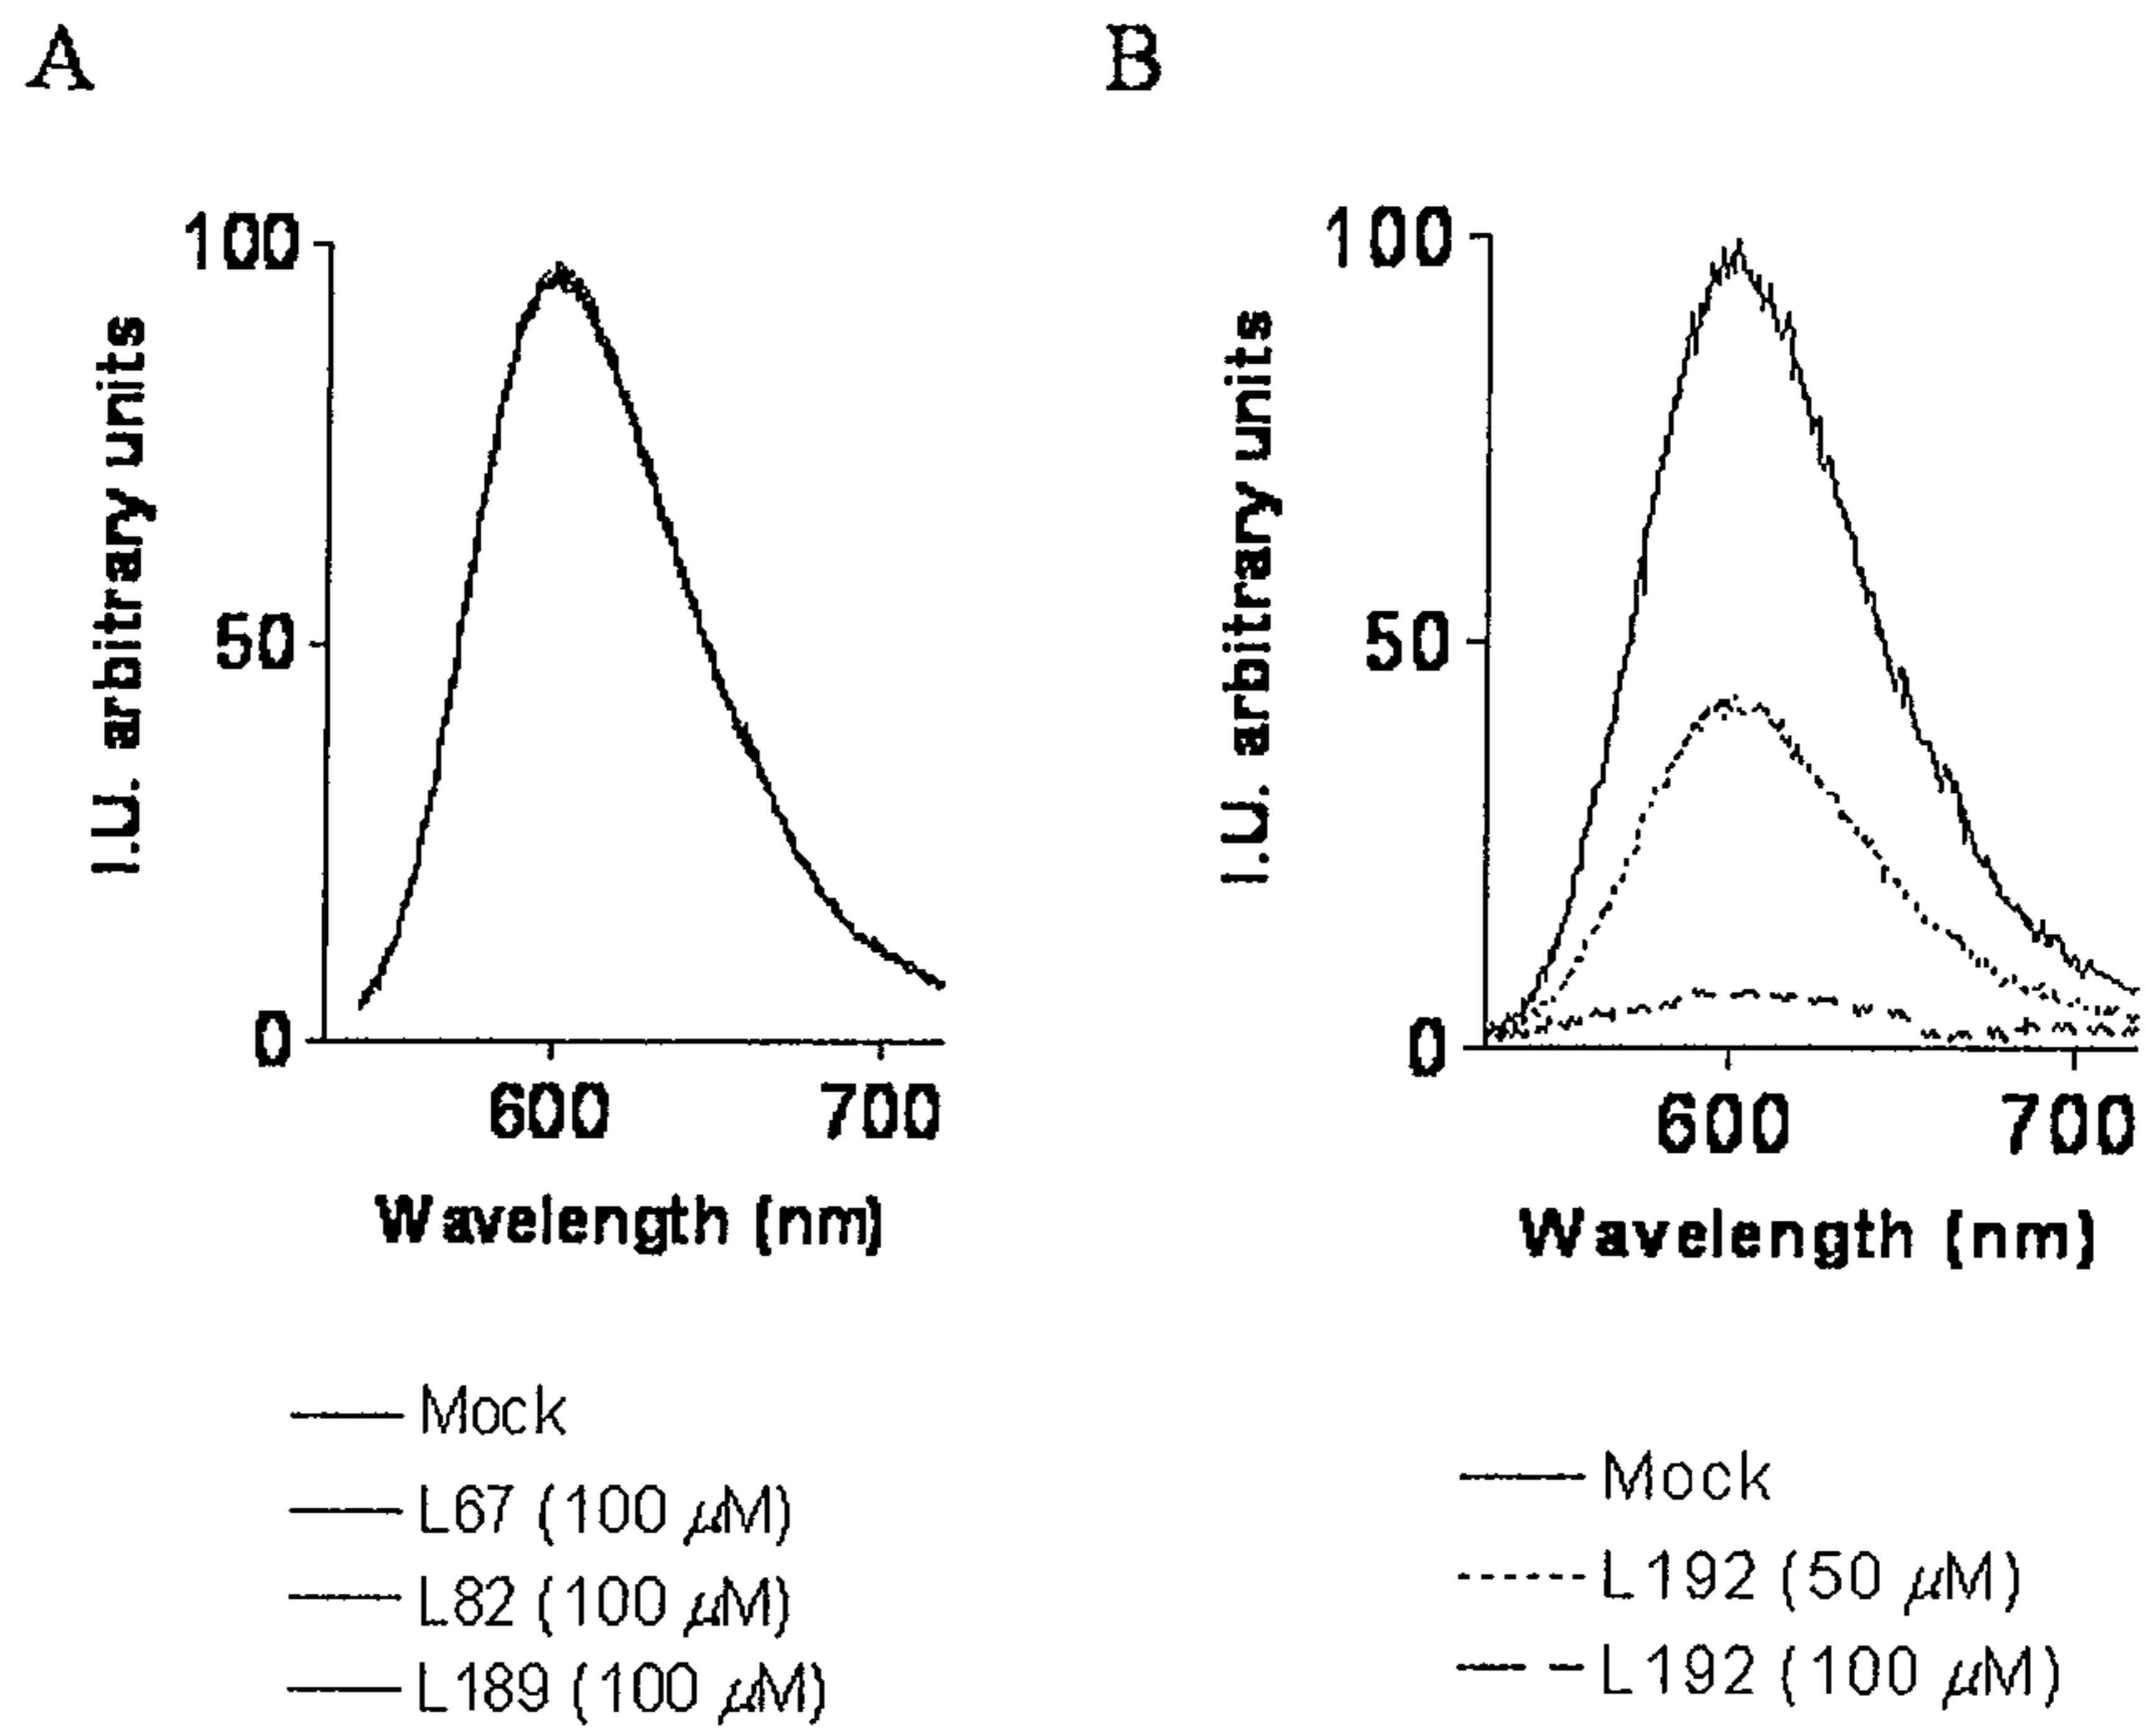 A
B
100
50
0
I.U. arbitrary units
600
700
Wavelength (nm)
Mock
L67 (100 μM)
L82 (100 μM)
L189 (100 μM)
100
50
0
I.U. arbitrary units
600
700
Wavelength (nm)
Mock
L192 (50 μM)
L192 (100 μM)